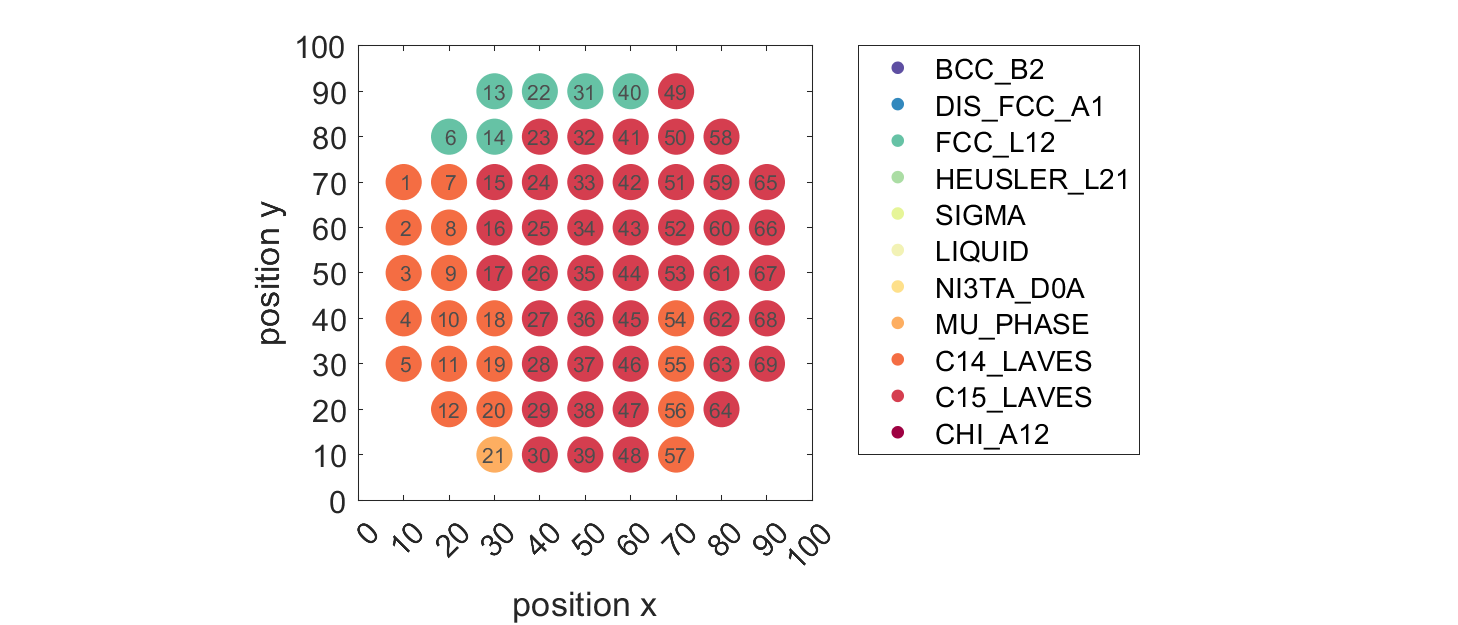 100
90
80
70
60
50
40
30
20
10
0
position y
13 22 31 40 49
6 14 23 32 41 50 58
1 7 15 24 33 42 51 59 65
2 8 16 25 34 43 52 60 66
3 9 17 26 35 44 53 61 67
4 10 18 27 36 45 54 62 68
5 11 19 28 37 46 55 63 69
12 20 29 38 47 56 64
21 30 39 48 57
0 10 20 30 40 50 60 70 80 90 100
position x
BCC_B2
DIS_FCC_A1
FCC_L12
HEUSLER_L21
SIGMA
LIQUID
NI3TA_D0A
MU_PHASE
C14_LAVES
C15_LAVES
CHI_A12